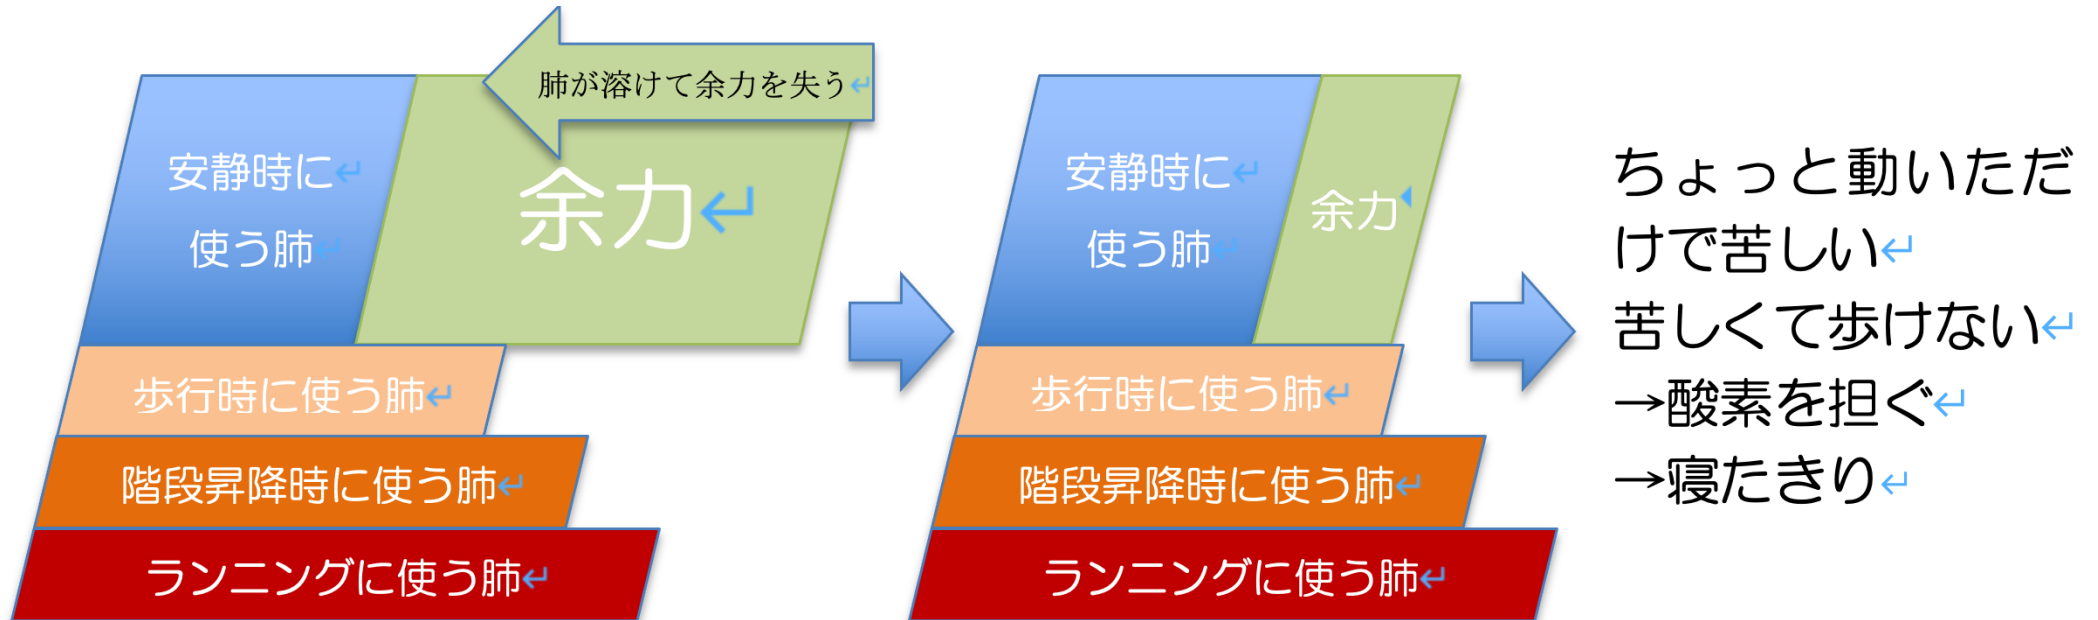 肺が溶けて余力を失う
安静時に
使う肺
余力
歩行時に使う肺
階段昇降時に使う肺
ランニングに使う肺
安静時に
使う肺
余力
歩行時に使う肺
階段昇降時に使う肺
ランニングに使う肺
ちょっと動いただ
けで苦しい
苦しくて歩けない
→酸素を担ぐ
→寝たきり